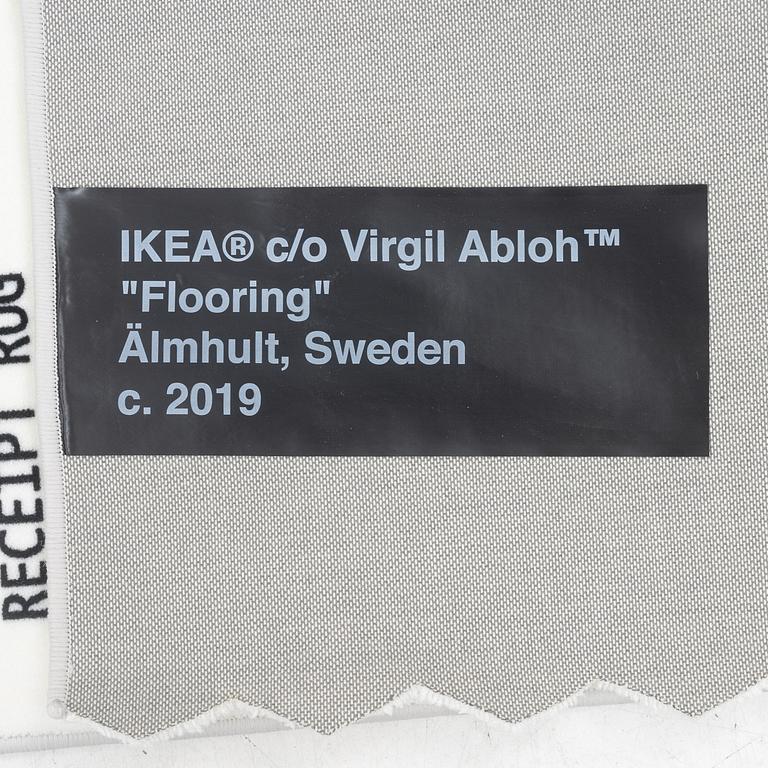 IKEA® c/o Virgil Abloh™
"Flooring"
Älmhult, Sweden
c. 2019
RECEIPT RUG